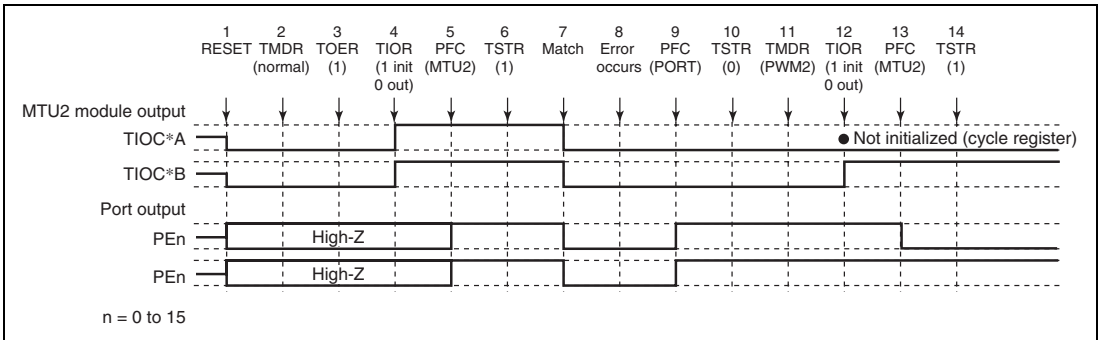 1 2 3 4 5 6 7 8 9 10 11 12 13 14
RESET TMDR TOER TIOR PFC TSTR Match Error PFC TSTR TMDR TIOR PFC TSTR
(normal) (1) (1 init (MTU2) (1) occurs (PORT) (0) (PWM2) (1 init (MTU2) (1)
0 out) 0 out)
MTU2 module output
TIOC*A
● Not initialized (cycle register)
TIOC*B
Port output
PEn High-Z
PEn High-Z
n = 0 to 15